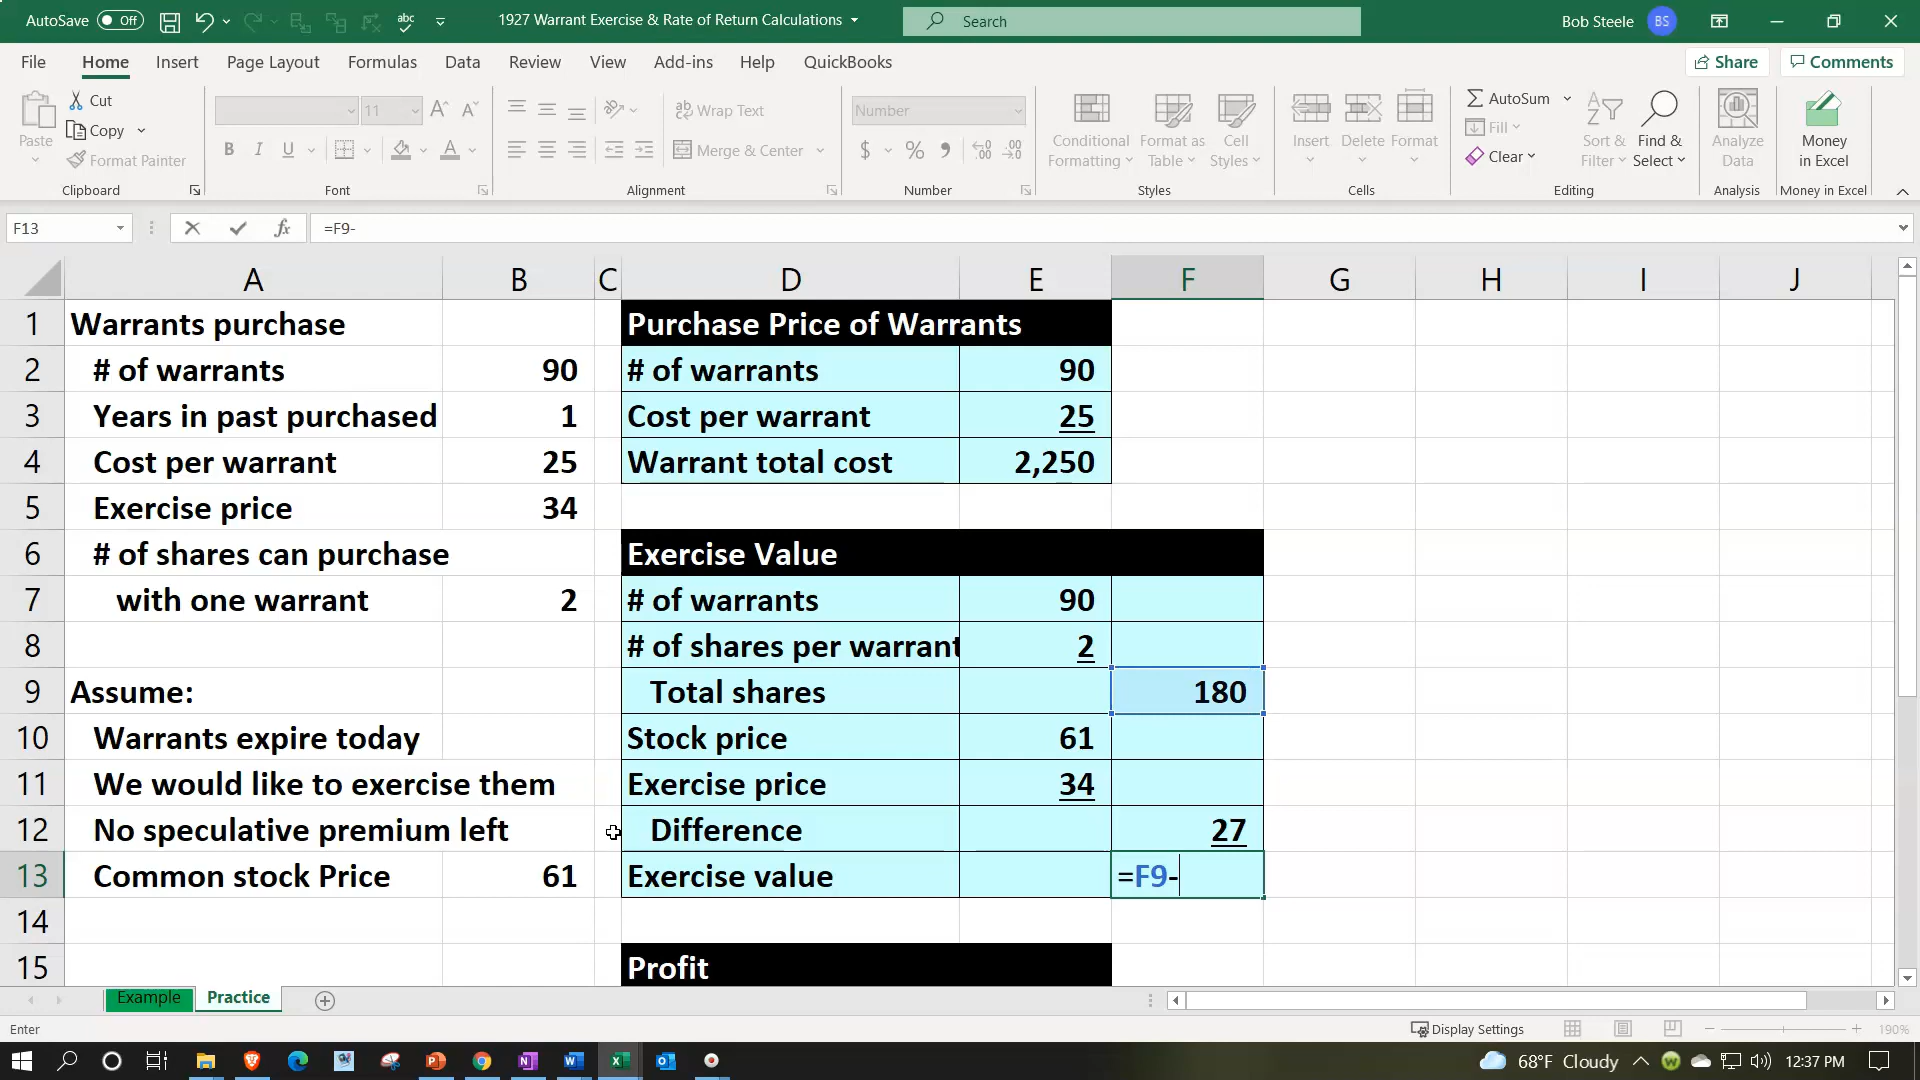 AutoSave Off abc 1927 Warrant Exercise & Rate of Return Calculations Search Bob Steele BS
File Home Insert Page Layout Formulas Data Review View Add-ins Help QuickBooks Share Comments
Paste Cut Copy Format Painter Clipboard
11 B I U A A Font
ab Wrap Text Merge & Center Alignment
Number $ % Number
Conditional Formatting Format as Table Cell Styles Styles
Insert Delete Format Cells
AutoSum Fill Clear Sort & Filter Find & Select Editing
Analyze Data Analysis
Money in Excel Money in Excel
F13 fx =F9-
A B C D E F G H I J
1 Warrants purchase Purchase Price of Warrants
2 # of warrants 90 # of warrants 90
3 Years in past purchased 1 Cost per warrant 25
4 Cost per warrant 25 Warrant total cost 2,250
5 Exercise price 34
6 # of shares can purchase Exercise Value
7 with one warrant 2 # of warrants 90
8 # of shares per warrant 2
9 Assume: Total shares 180
10 Warrants expire today Stock price 61
11 We would like to exercise them Exercise price 34
12 No speculative premium left Difference 27
13 Common stock Price 61 Exercise value =F9-
14
15 Profit
Example Practice
Enter Display Settings 190%
68°F Cloudy 12:37 PM